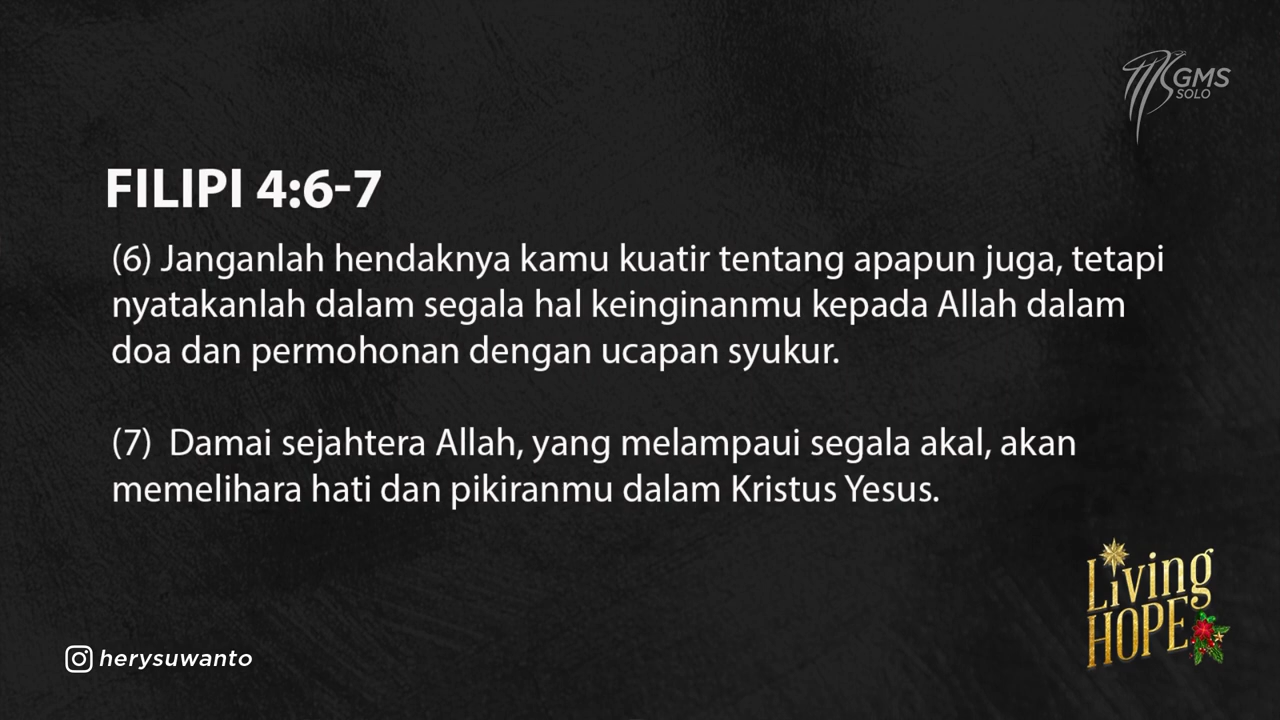 GMS
SOLO
FILIPI 4:6-7
(6) Janganlah hendaknya kamu kuatir tentang apapun juga, tetapi
nyatakanlah dalam segala hal keinginanmu kepada Allah dalam
doa dan permohonan dengan ucapan syukur.
(7) Damai sejahtera Allah, yang melampaui segala akal, akan
memelihara hati dan pikiranmu dalam Kristus Yesus.
Living
HOPE
herysuwanto